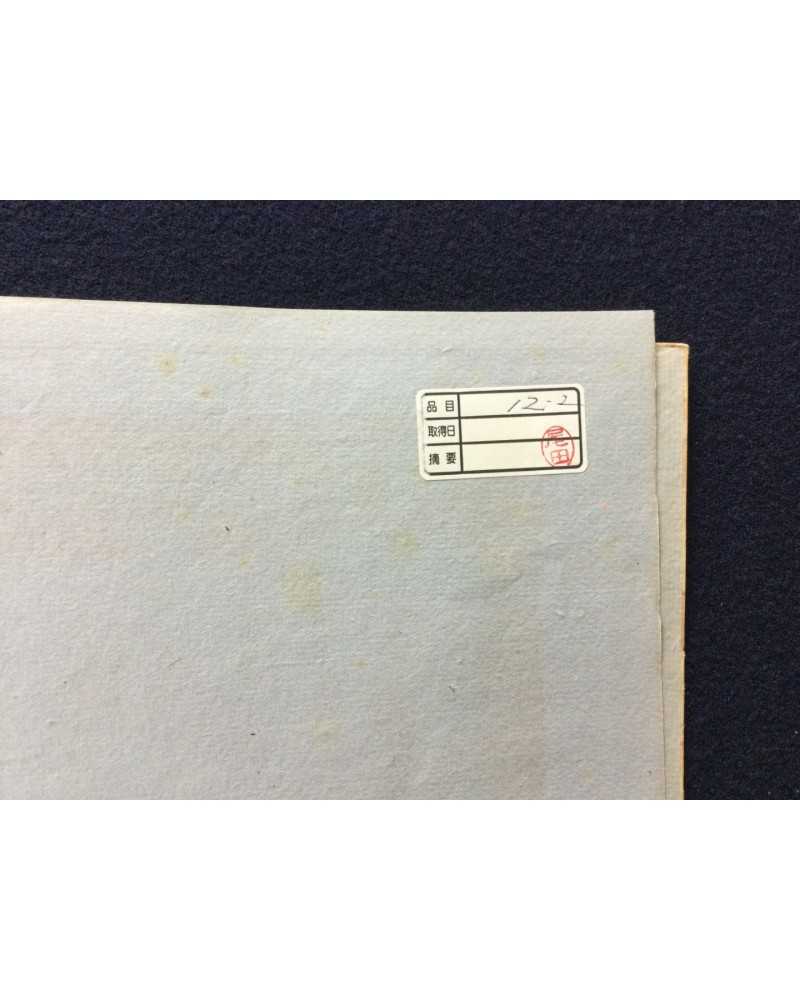 品目 12-2
取得日
摘要
尾田